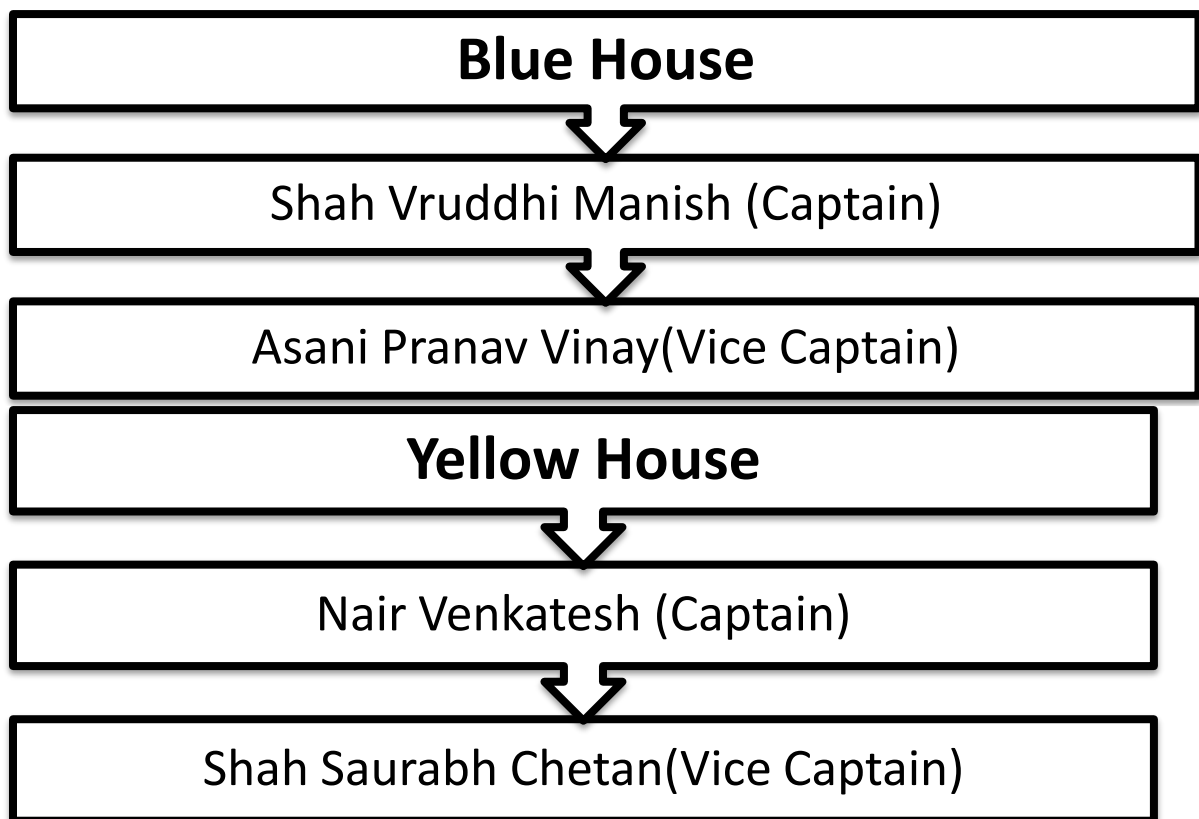 Blue House
Shah Vruddhi Manish (Captain)
Asani Pranav Vinay(Vice Captain)
Yellow House
Nair Venkatesh (Captain)
Shah Saurabh Chetan(Vice Captain)